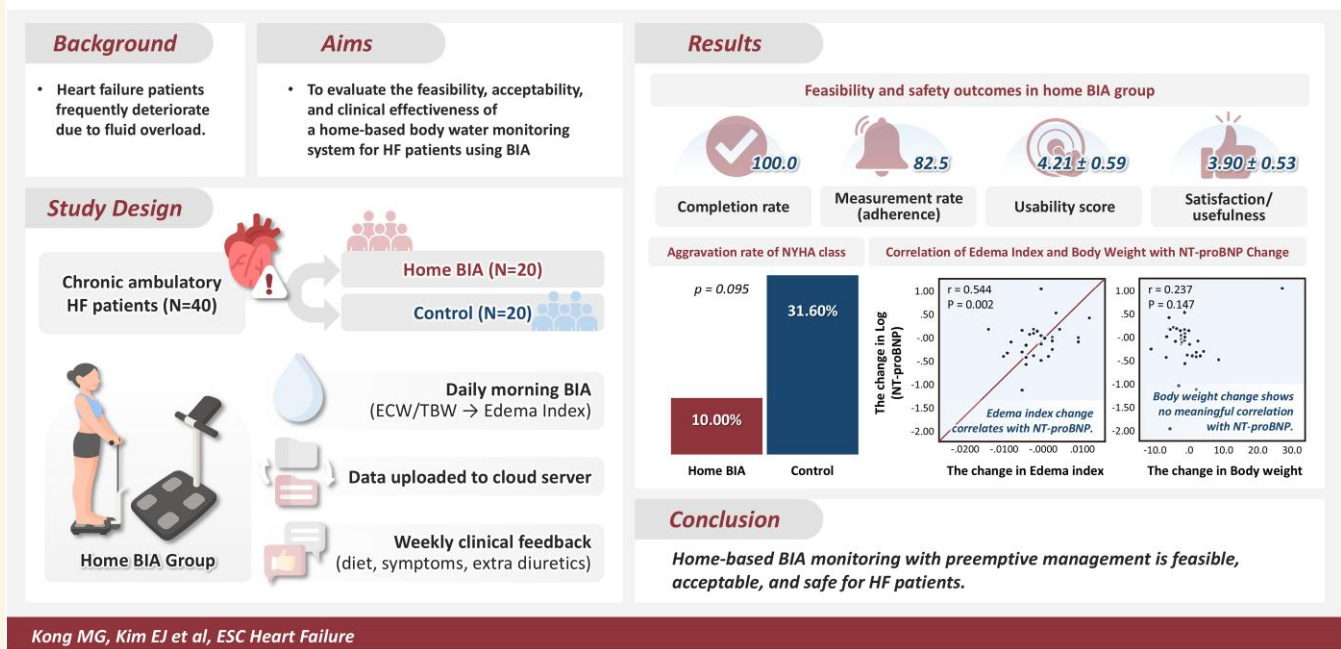 Background
• Heart failure patients
frequently deteriorate
due to fluid overload.
Aims
• To evaluate the feasibility, acceptability,
and clinical effectiveness of
a home-based body water monitoring
system for HF patients using BIA
Study Design
Chronic ambulatory
HF patients (N=40)
!
Home BIA (N=20)
Control (N=20)
Home BIA Group
Daily morning BIA
(ECW/TBW → Edema Index)
Data uploaded to cloud server
Weekly clinical feedback
(diet, symptoms, extra diuretics)
Results
Feasibility and safety outcomes in home BIA group
100.0
82.5
4.21 ± 0.59
3.90 ± 0.53
Completion rate
Measurement rate
(adherence)
Usability score
Satisfaction/
usefulness
Aggravation rate of NYHA class
p = 0.095
10.00%
31.60%
Home BIA
Control
Correlation of Edema Index and Body Weight with NT-proBNP Change
The change in Log
(NT-proBNP)
1.00
.50
-.00
-.50
-1.00
-1.50
-2.00
r = 0.544
P = 0.002
Edema index change
correlates with NT-proBNP.
-.0200 -.0100 -.0000 .0100
The change in Edema index
1.00
.50
-.00
-.50
-1.00
-1.50
-2.00
r = 0.237
P = 0.147
Body weight change shows
no meaningful correlation
with NT-proBNP.
-10.0 .0 10.0 20.0 30.0
The change in Body weight
Conclusion
Home-based BIA monitoring with preemptive management is feasible,
acceptable, and safe for HF patients.
Kong MG, Kim EJ et al, ESC Heart Failure